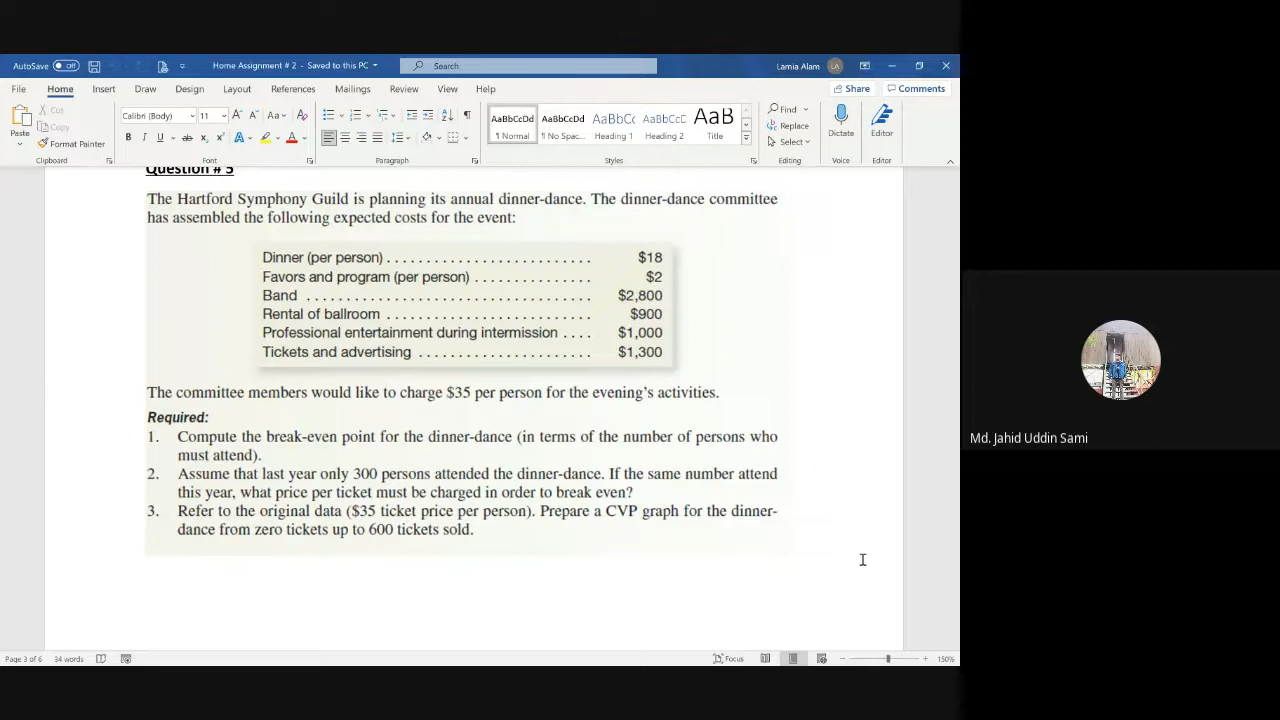 AutoSave Off Home Assignment # 2 - Saved to this PC Search Lamia Alam LA
File Home Insert Draw Design Layout References Mailings Review View Help Share Comments
Paste Cut Copy Format Painter Calibri (Body) 11 AaBbCcDd AaBbCcDd AaBbCc AaBbCcC AaB Find Replace Select Dictate Editor
¶ Normal ¶ No Spac... Heading 1 Heading 2 Title
Clipboard Font Paragraph Styles Editing Voice Editor
Question # 5
The Hartford Symphony Guild is planning its annual dinner-dance. The dinner-dance committee
has assembled the following expected costs for the event:
Dinner (per person) . . . . . . . . . . . . . . . . . . . . . . . . . . $18
Favors and program (per person) . . . . . . . . . . . . . . . $2
Band . . . . . . . . . . . . . . . . . . . . . . . . . . . . . . . . . . . . $2,800
Rental of ballroom . . . . . . . . . . . . . . . . . . . . . . . . . . $900
Professional entertainment during intermission . . . . $1,000
Tickets and advertising . . . . . . . . . . . . . . . . . . . . . . $1,300
The committee members would like to charge $35 per person for the evening's activities.
Required:
1. Compute the break-even point for the dinner-dance (in terms of the number of persons who
must attend).
2. Assume that last year only 300 persons attended the dinner-dance. If the same number attend
this year, what price per ticket must be charged in order to break even?
3. Refer to the original data ($35 ticket price per person). Prepare a CVP graph for the dinner-
dance from zero tickets up to 600 tickets sold.
Md. Jahid Uddin Sami
Page 3 of 6 34 words Focus 150%